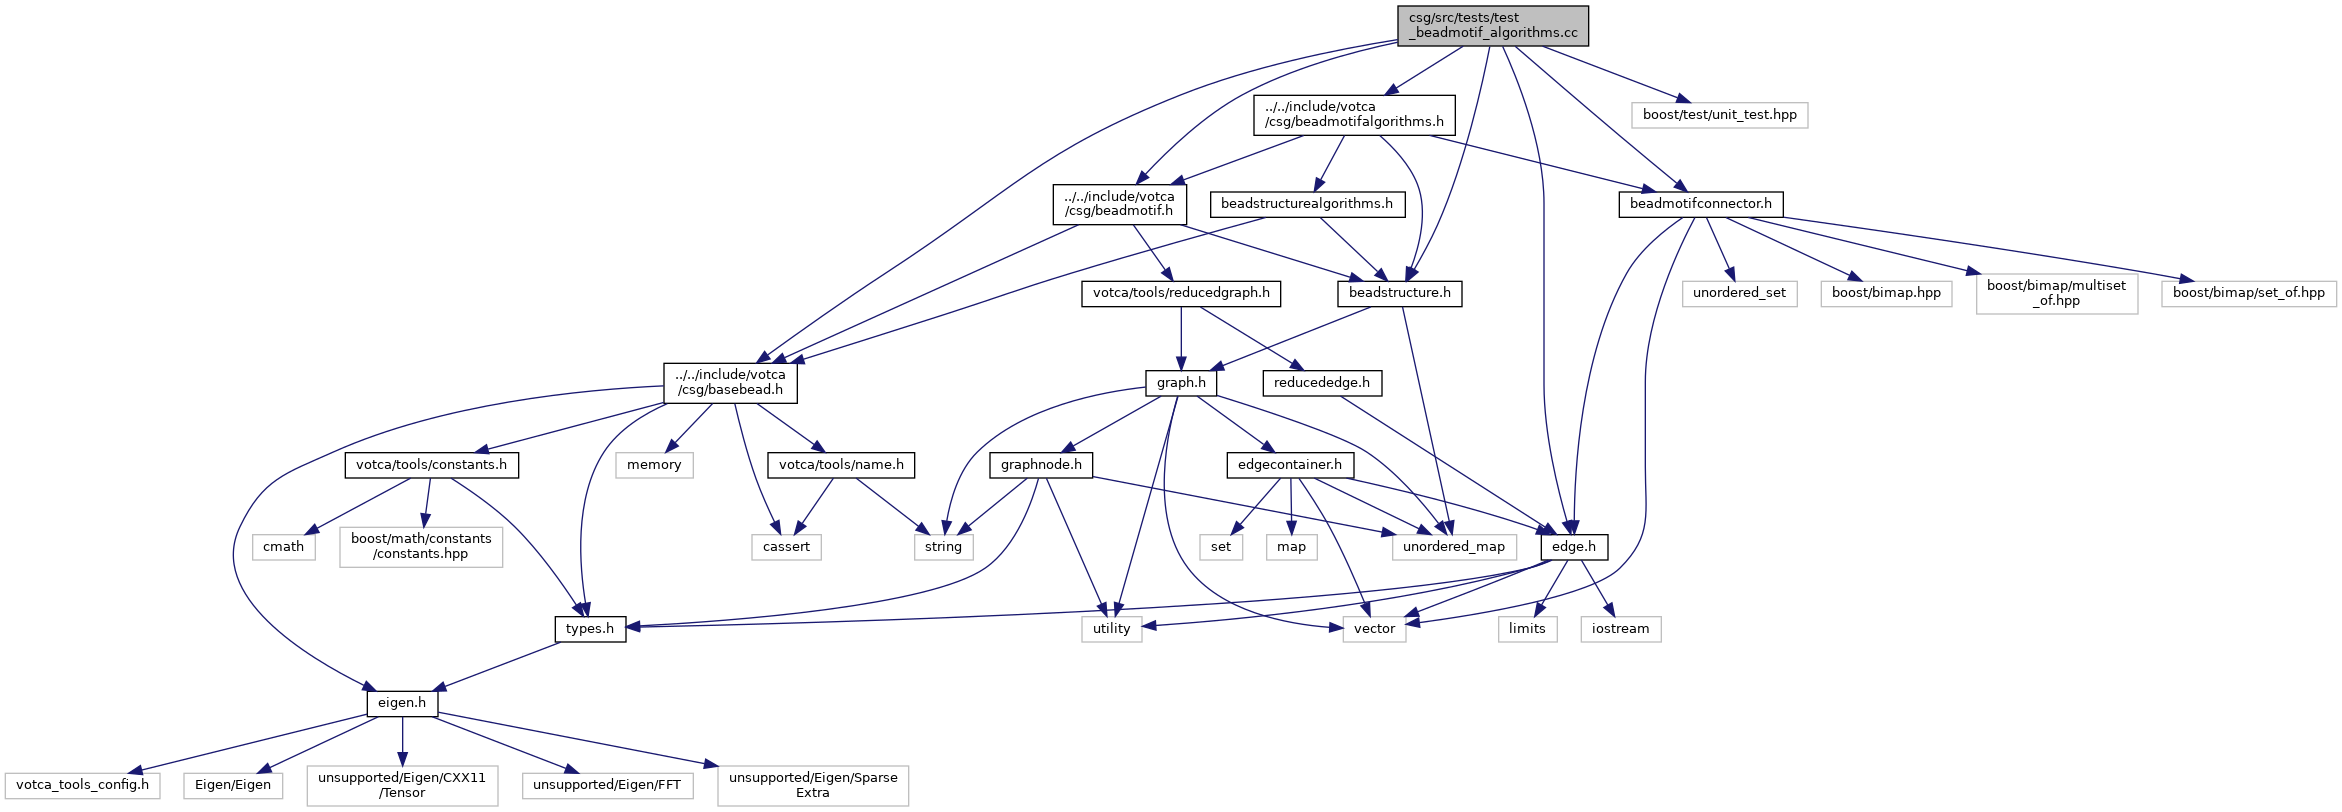 csg/src/tests/test
_beadmotif_algorithms.cc
../../include/votca
/csg/beadmotifalgorithms.h
boost/test/unit_test.hpp
../../include/votca
/csg/beadmotif.h
beadstructurealgorithms.h
beadmotifconnector.h
votca/tools/reducedgraph.h
beadstructure.h
unordered_set
boost/bimap.hpp
boost/bimap/multiset
_of.hpp
boost/bimap/set_of.hpp
../../include/votca
/csg/basebead.h
graph.h
reducededge.h
votca/tools/constants.h
memory
votca/tools/name.h
graphnode.h
edgecontainer.h
cmath
boost/math/constants
/constants.hpp
cassert
string
set
map
unordered_map
edge.h
types.h
utility
vector
limits
iostream
eigen.h
votca_tools_config.h
Eigen/Eigen
unsupported/Eigen/CXX11
/Tensor
unsupported/Eigen/FFT
unsupported/Eigen/Sparse
Extra